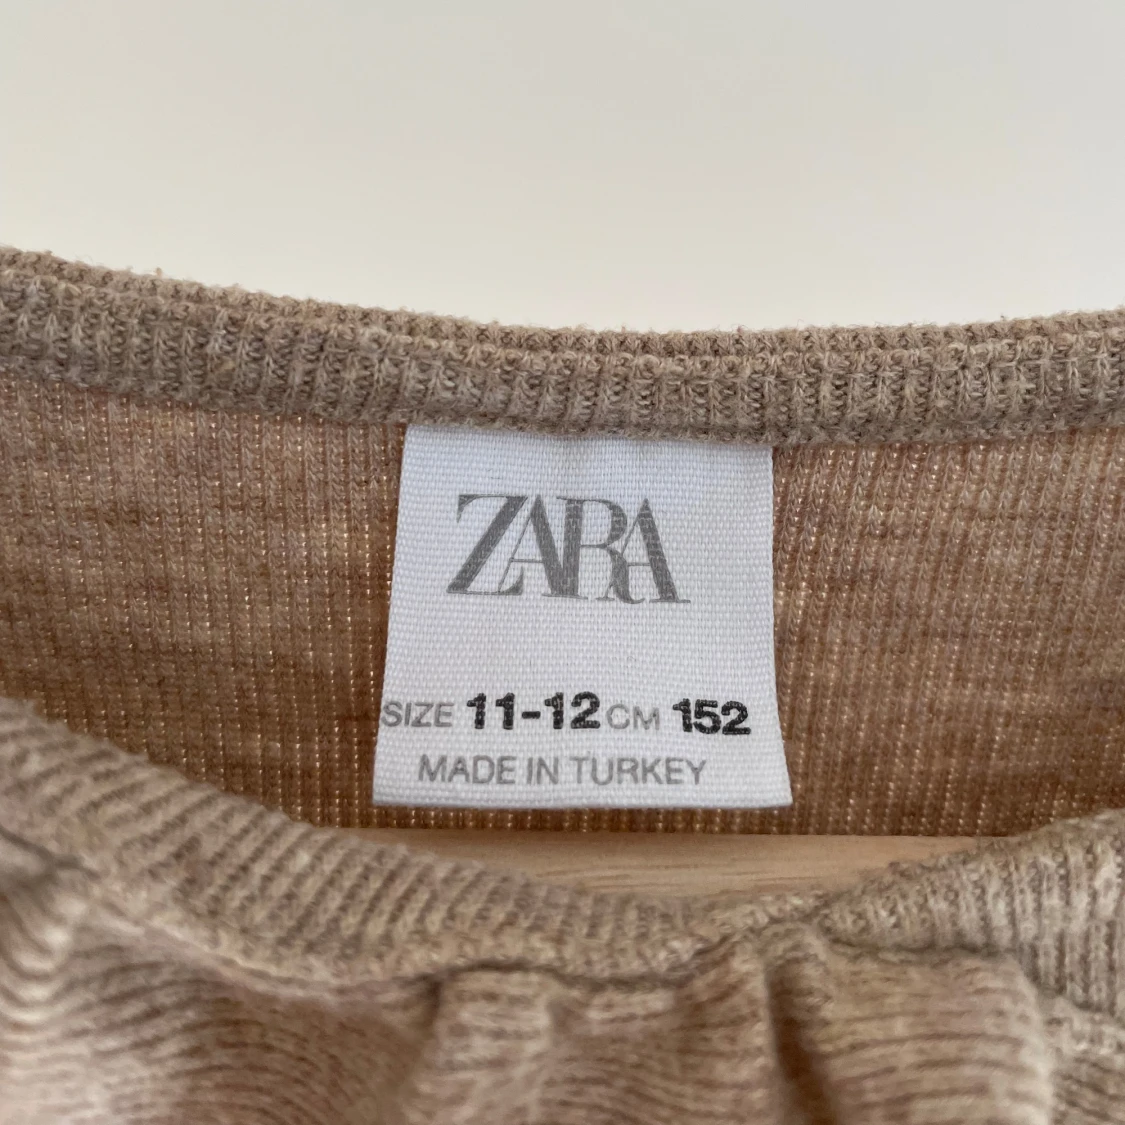 ZARA
SIZE 11-12 CM 152
MADE IN TURKEY